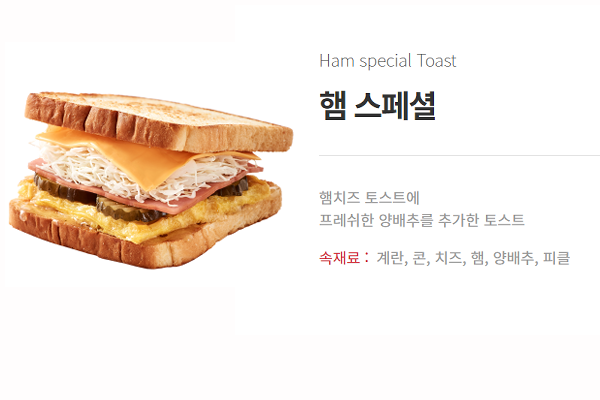 Ham special Toast
햄 스페셜
햄치즈 토스트에
프레쉬한 양배추를 추가한 토스트
속재료 : 계란, 콘, 치즈, 햄, 양배추, 피클